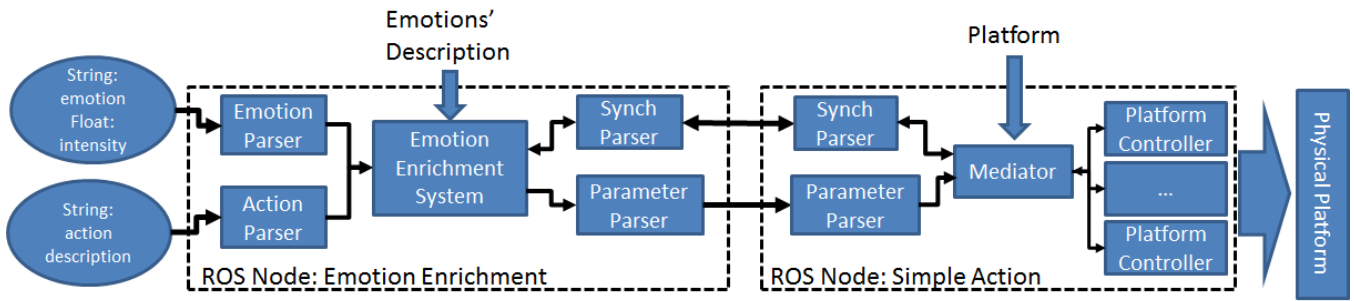 Emotions'
Description
Platform
String:
emotion
Float:
intensity
Emotion
Parser
Emotion
Enrichment
System
Synch
Parser
Synch
Parser
Platform
Controller
Mediator
...
String:
action
description
Action
Parser
Parameter
Parser
Parameter
Parser
Platform
Controller
Physical Platform
ROS Node: Emotion Enrichment
ROS Node: Simple Action